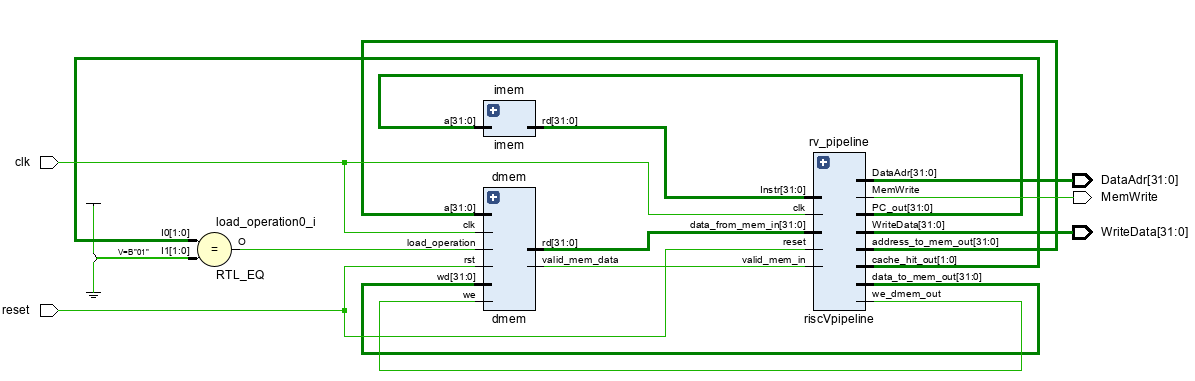 imem
a[31:0]
rd[31:0]
imem
rv_pipeline
clk
dmem
DataAdr[31:0]
DataAdr[31:0]
Instr[31:0]
MemWrite
MemWrite
a[31:0]
clk
PC_out[31:0]
load_operation0_i
clk
data_from_mem_in[31:0]
WriteData[31:0]
WriteData[31:0]
I0[1:0]
O
load_operation
rd[31:0]
reset
address_to_mem_out[31:0]
V=B"01"
I1[1:0]
=
rst
valid_mem_data
valid_mem_in
cache_hit_out[1:0]
RTL_EQ
wd[31:0]
data_to_mem_out[31:0]
we
we_dmem_out
reset
dmem
riscVpipeline